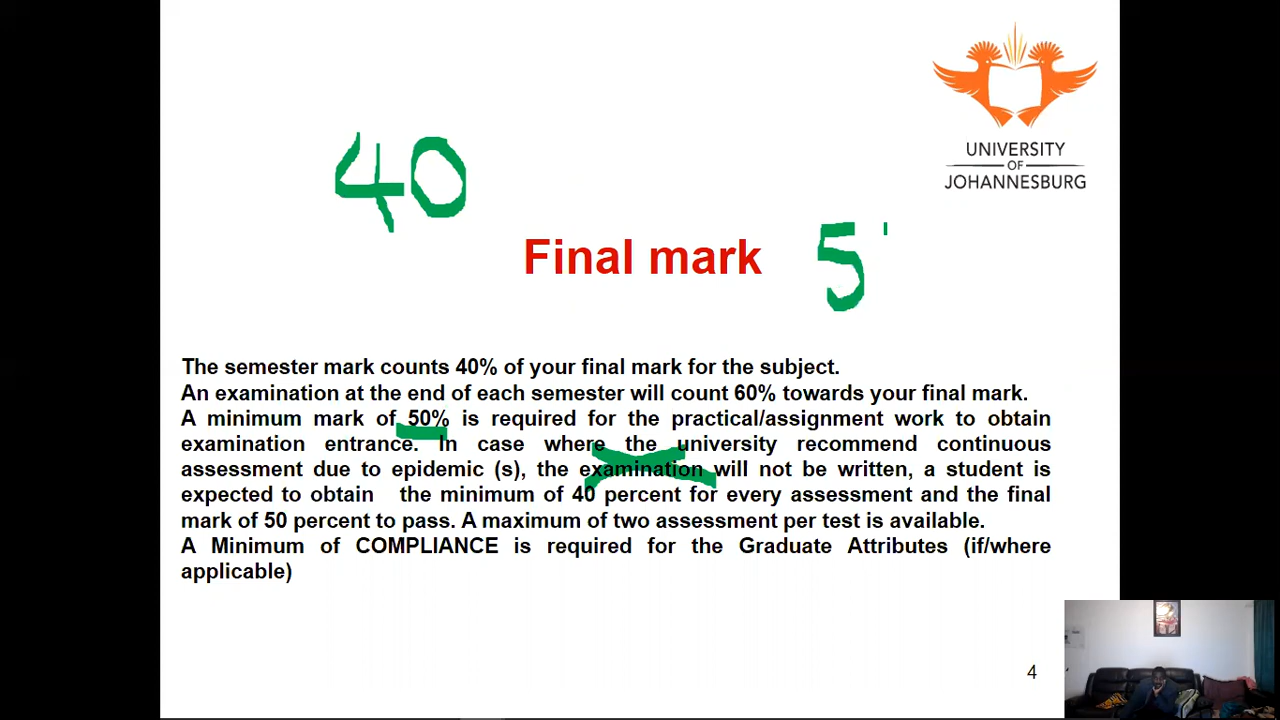 UNIVERSITY
OF
JOHANNESBURG
40
Final mark 5
The semester mark counts 40% of your final mark for the subject.
An examination at the end of each semester will count 60% towards your final mark.
A minimum mark of 50% is required for the practical/assignment work to obtain
examination entrance. In case where the university recommend continuous
assessment due to epidemic (s), the examination will not be written, a student is
expected to obtain the minimum of 40 percent for every assessment and the final
mark of 50 percent to pass. A maximum of two assessment per test is available.
A Minimum of COMPLIANCE is required for the Graduate Attributes (if/where
applicable)
4